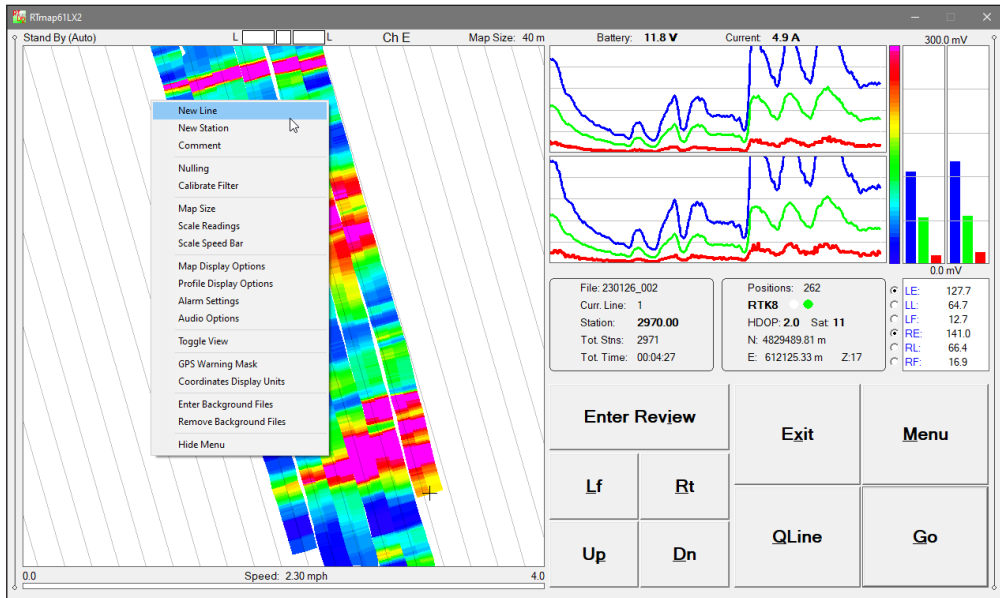 RTmap61LX2
Stand By (Auto)
L
L
Ch E
Map Size: 40 m
Battery: 11.8 V
Current: 4.9 A
300.0 mV
New Line
New Station
Comment
Nulling
Calibrate Filter
Map Size
Scale Readings
Scale Speed Bar
Map Display Options
Profile Display Options
Alarm Settings
Audio Options
Toggle View
GPS Warning Mask
Coordinates Display Units
Enter Background Files
Remove Background Files
Hide Menu
0.0
Speed: 2.30 mph
4.0
0.0 mV
File: 230126_002
Curr. Line: 1
Station: 2970.00
Tot. Stns: 2971
Tot. Time: 00:04:27
Positions: 262
RTK8
HDOP: 2.0 Sat: 11
N: 4829489.81 m
E: 612125.33 m Z:17
LE: 127.7
LL: 64.7
LF: 12.7
RE: 141.0
RL: 66.4
RF: 16.9
Enter Review
Exit
Menu
Lf
Rt
QLine
Go
Up
Dn